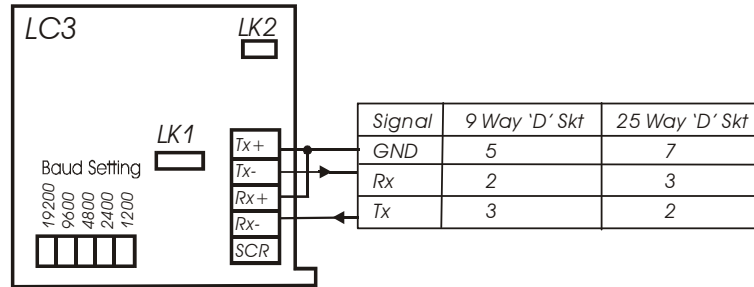 LC3
LK2
LK1
Baud Setting
19200
9600
4800
2400
1200
Tx+
Tx-
Rx+
Rx-
SCR
Signal 9 Way ‘D’ Skt 25 Way ‘D’ Skt
GND 5 7
Rx 2 3
Tx 3 2